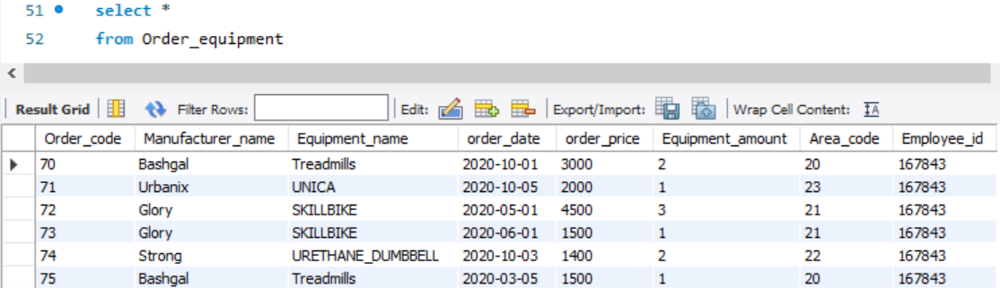 51 select *
52 from Order_equipment
Result Grid Filter Rows: Edit: Export/Import: Wrap Cell Content:
Order_code Manufacturer_name Equipment_name order_date order_price Equipment_amount Area_code Employee_id
70 Bashgal Treadmills 2020-10-01 3000 2 20 167843
71 Urbanix UNICA 2020-10-05 2000 1 23 167843
72 Glory SKILLBIKE 2020-05-01 4500 3 21 167843
73 Glory SKILLBIKE 2020-06-01 1500 1 21 167843
74 Strong URETHANE_DUMBBELL 2020-10-03 1400 2 22 167843
75 Bashgal Treadmills 2020-03-05 1500 1 20 167843